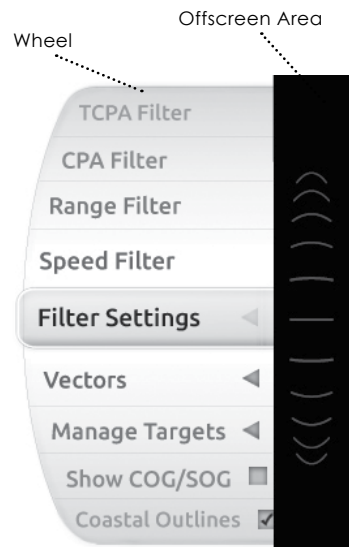 Offscreen Area
Wheel
TCPA Filter
CPA Filter
Range Filter
Speed Filter
Filter Settings
Vectors
Manage Targets
Show COG/SOG
Coastal Outlines